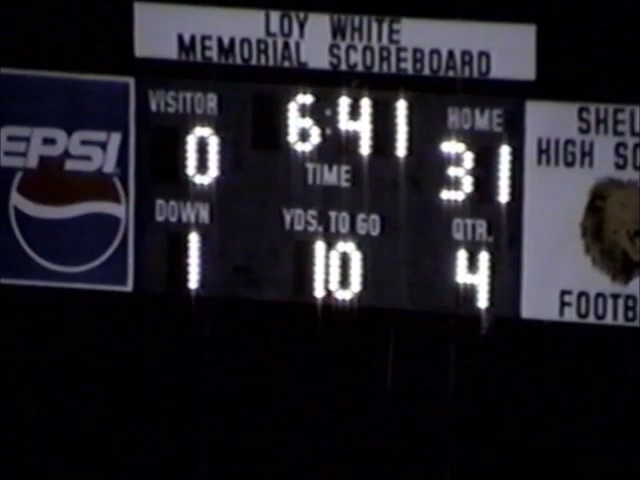 LOY WHITE
MEMORIAL SCOREBOARD
EPSI
VISITOR 6:41 HOME
0 TIME 31
DOWN YDS. TO GO QTR.
1 10 4
SHEL
HIGH SC
FOOTB